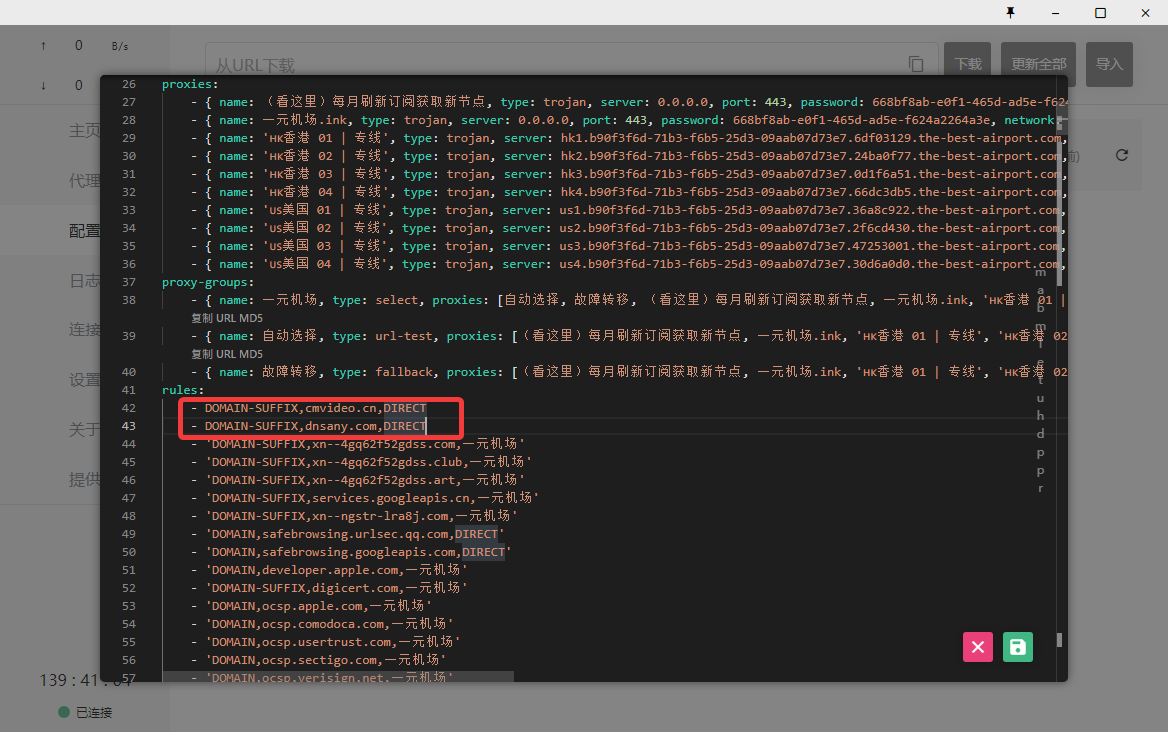 ↑ 0 B/s
从URL下载
下载
更新全部
导入
↓ 0
主页
代理
配置
日志
连接
设置
关于
提供
前)
26 proxies:
27 - { name: （看这里）每月刷新订阅获取新节点, type: trojan, server: 0.0.0.0, port: 443, password: 668bf8ab-e0f1-465d-ad5e-f624
28 - { name: 一元机场.ink, type: trojan, server: 0.0.0.0, port: 443, password: 668bf8ab-e0f1-465d-ad5e-f624a2264a3e, network:
29 - { name: 'HK香港 01 | 专线', type: trojan, server: hk1.b90f3f6d-71b3-f6b5-25d3-09aab07d73e7.6df03129.the-best-airport.com,
30 - { name: 'HK香港 02 | 专线', type: trojan, server: hk2.b90f3f6d-71b3-f6b5-25d3-09aab07d73e7.24ba0f77.the-best-airport.com,
31 - { name: 'HK香港 03 | 专线', type: trojan, server: hk3.b90f3f6d-71b3-f6b5-25d3-09aab07d73e7.0d1f6a51.the-best-airport.com,
32 - { name: 'HK香港 04 | 专线', type: trojan, server: hk4.b90f3f6d-71b3-f6b5-25d3-09aab07d73e7.66dc3db5.the-best-airport.com,
33 - { name: 'US美国 01 | 专线', type: trojan, server: us1.b90f3f6d-71b3-f6b5-25d3-09aab07d73e7.36a8c922.the-best-airport.com,
34 - { name: 'US美国 02 | 专线', type: trojan, server: us2.b90f3f6d-71b3-f6b5-25d3-09aab07d73e7.2f6cd430.the-best-airport.com,
35 - { name: 'US美国 03 | 专线', type: trojan, server: us3.b90f3f6d-71b3-f6b5-25d3-09aab07d73e7.47253001.the-best-airport.com,
36 - { name: 'US美国 04 | 专线', type: trojan, server: us4.b90f3f6d-71b3-f6b5-25d3-09aab07d73e7.30d6a0d0.the-best-airport.com,
37 proxy-groups:
38 - { name: 一元机场, type: select, proxies: [自动选择, 故障转移, （看这里）每月刷新订阅获取新节点, 一元机场.ink, 'HK香港 01 |
复制 URL MD5
39 - { name: 自动选择, type: url-test, proxies: [（看这里）每月刷新订阅获取新节点, 一元机场.ink, 'HK香港 01 | 专线', 'HK香港 02
复制 URL MD5
40 - { name: 故障转移, type: fallback, proxies: [（看这里）每月刷新订阅获取新节点, 一元机场.ink, 'HK香港 01 | 专线', 'HK香港 02
41 rules:
42 - DOMAIN-SUFFIX,cmvideo.cn,DIRECT
43 - DOMAIN-SUFFIX,dnsany.com,DIRECT
44 - 'DOMAIN-SUFFIX,xn--4gq62f52gdss.com,一元机场'
45 - 'DOMAIN-SUFFIX,xn--4gq62f52gdss.club,一元机场'
46 - 'DOMAIN-SUFFIX,xn--4gq62f52gdss.art,一元机场'
47 - 'DOMAIN-SUFFIX,services.googleapis.cn,一元机场'
48 - 'DOMAIN-SUFFIX,xn--ngstr-lra8j.com,一元机场'
49 - 'DOMAIN,safebrowsing.urlsec.qq.com,DIRECT'
50 - 'DOMAIN,safebrowsing.googleapis.com,DIRECT'
51 - 'DOMAIN,developer.apple.com,一元机场'
52 - 'DOMAIN-SUFFIX,digicert.com,一元机场'
53 - 'DOMAIN,ocsp.apple.com,一元机场'
54 - 'DOMAIN,ocsp.comodoca.com,一元机场'
55 - 'DOMAIN,ocsp.usertrust.com,一元机场'
56 - 'DOMAIN,ocsp.sectigo.com,一元机场'
57 - 'DOMAIN,ocsp.verisign.net,一元机场'
139 : 41 :
已连接